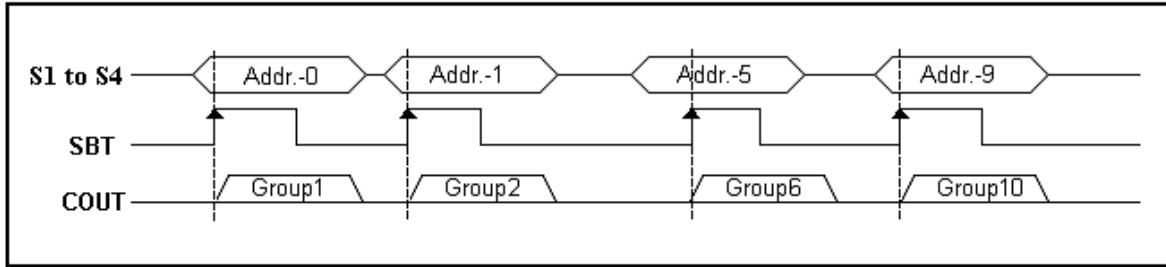 S1 to S4 Addr.-0 Addr.-1 Addr.-5 Addr.-9
SBT
COUT Group1 Group2 Group6 Group10